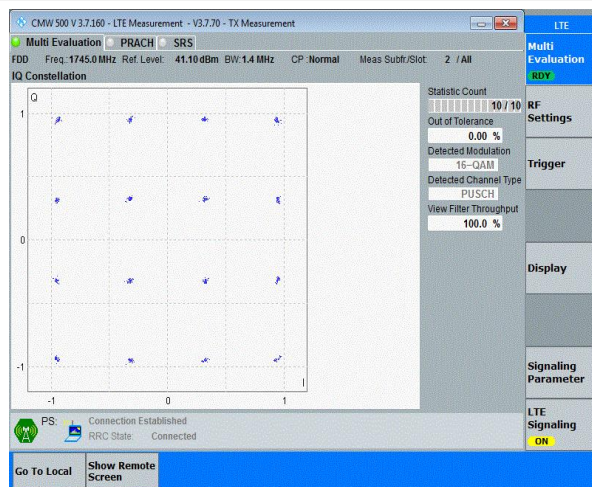 CMW 500 V 3.7.160 - LTE Measurement - V3.7.70 - TX Measurement
LTE
Multi Evaluation PRACH SRS
FDD Freq.:1745.0 MHz Ref. Level: 41.10 dBm BW:1.4 MHz CP :Normal Meas Subfr./Slot: 2 / All
IQ Constellation
Q
1
0
-1
-1 0 1
I
Statistic Count
10 / 10
Out of Tolerance
0.00 %
Detected Modulation
16-QAM
Detected Channel Type
PUSCH
View Filter Throughput
100.0 %
Multi
Evaluation
RDY
RF
Settings
Trigger
Display
Signaling
Parameter
LTE
Signaling
ON
PS: Connection Established
RRC State Connected
Go To Local
Show Remote
Screen